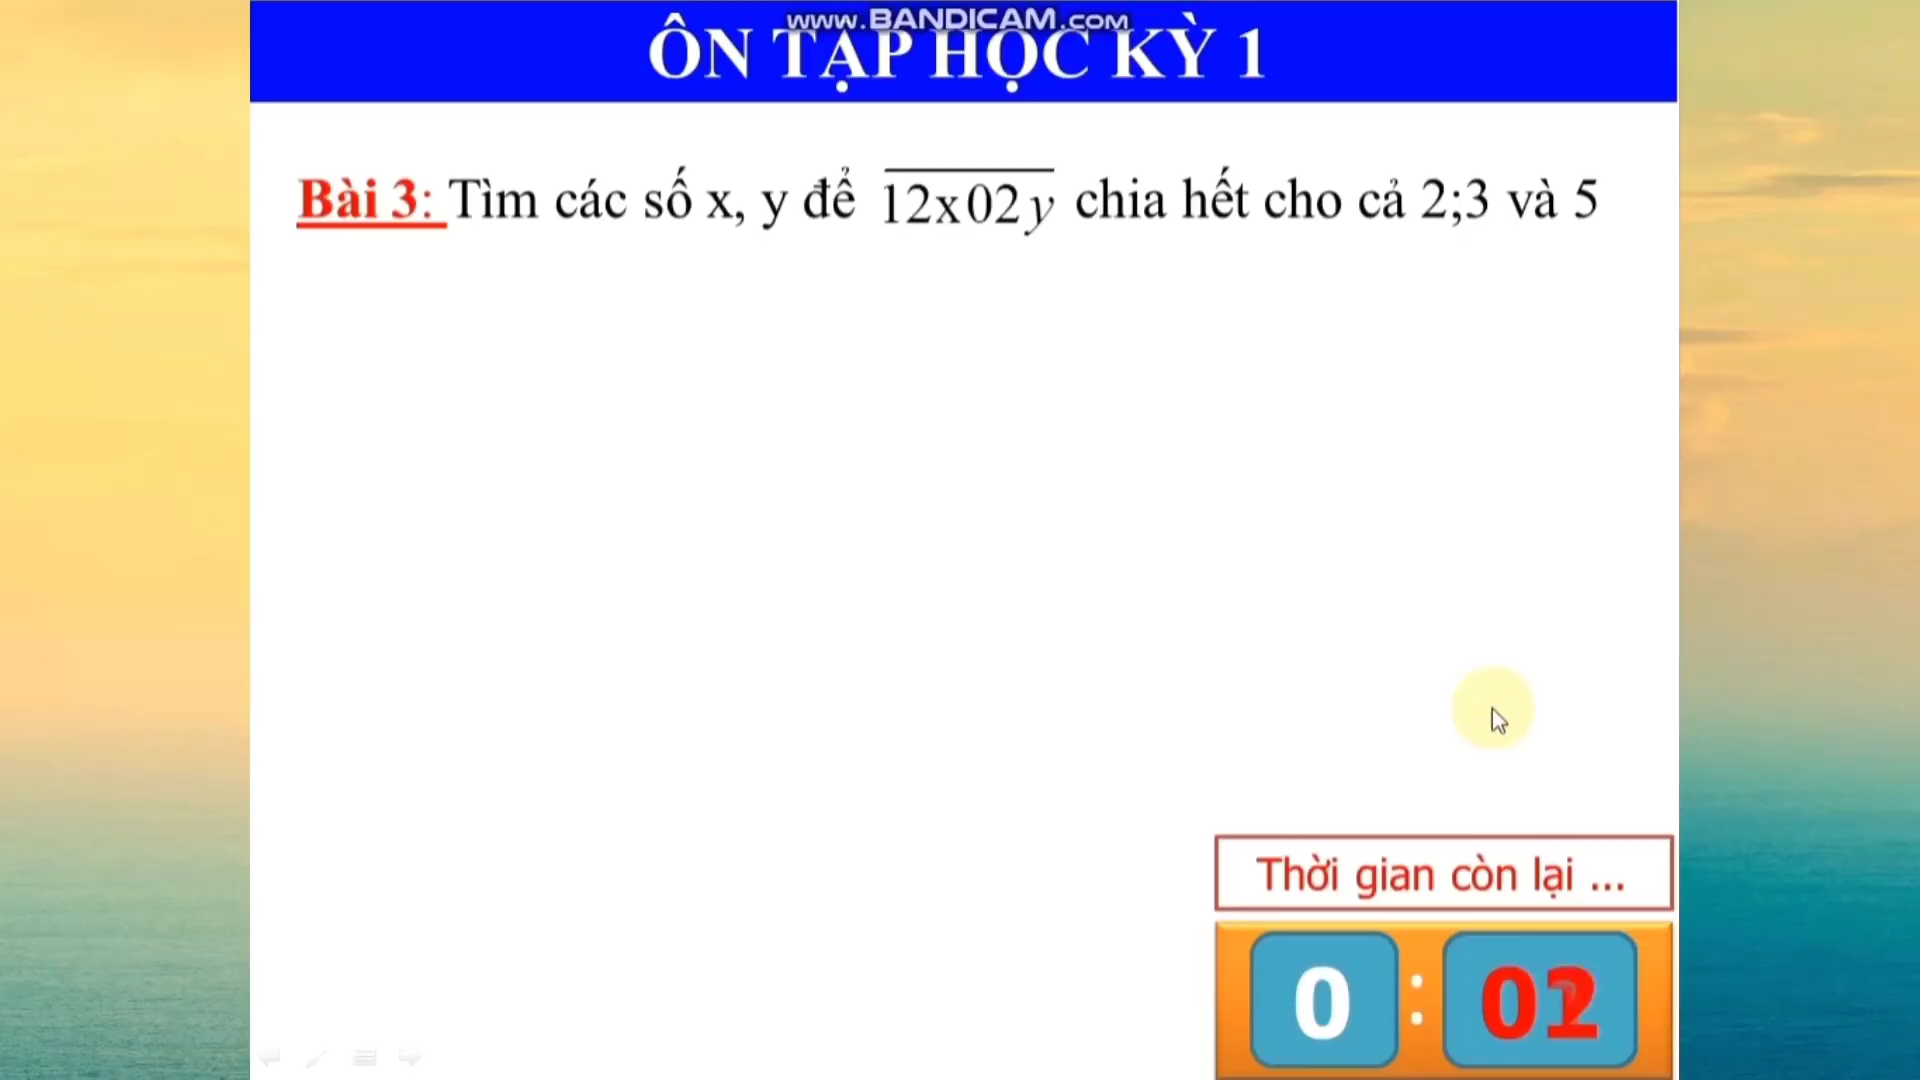 www.BANDICAM.com
ÔN TẬP HỌC KỲ 1
Bài 3: Tìm các số x, y để 12x02y chia hết cho cả 2;3 và 5
Thời gian còn lại ...
0 : 02